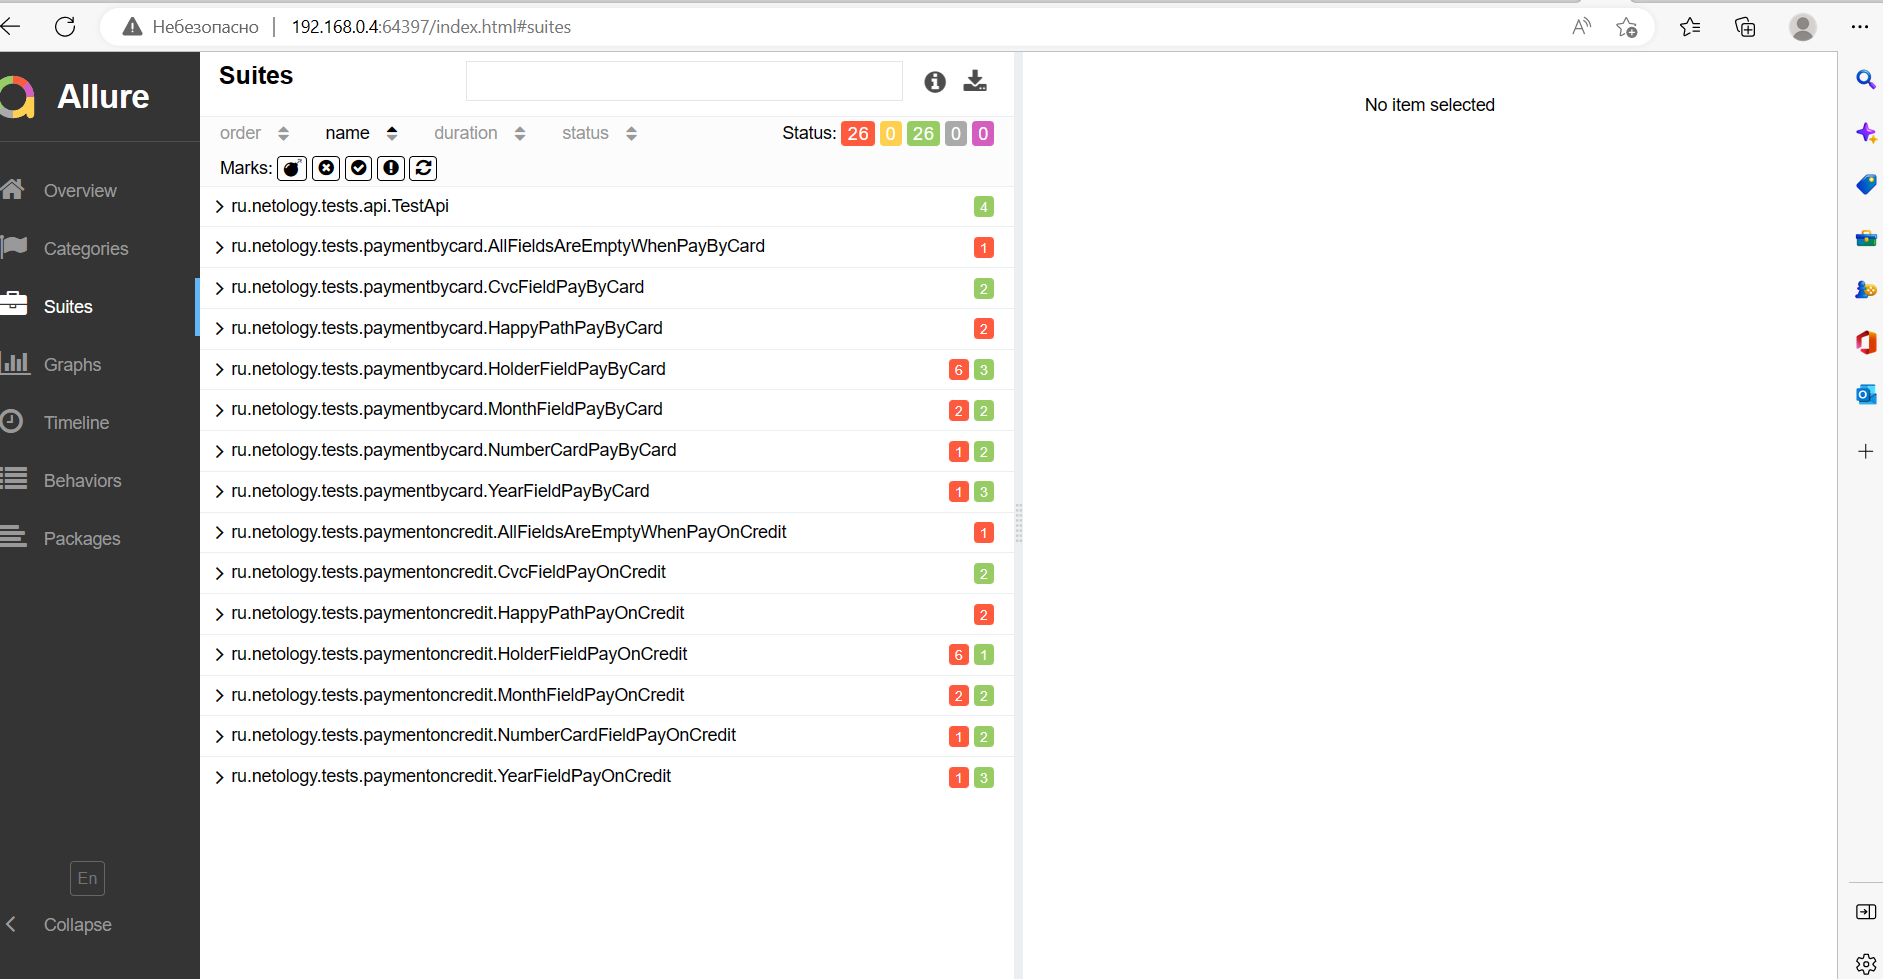 Небезопасно 192.168.0.4:64397/index.html#suites
Allure
Overview
Categories
Suites
Graphs
Timeline
Behaviors
Packages
En
Collapse
Suites
order name duration status Status: 26 0 26 0 0
Marks:
ru.netology.tests.api.TestApi 4
ru.netology.tests.paymentbycard.AllFieldsAreEmptyWhenPayByCard 1
ru.netology.tests.paymentbycard.CvcFieldPayByCard 2
ru.netology.tests.paymentbycard.HappyPathPayByCard 2
ru.netology.tests.paymentbycard.HolderFieldPayByCard 6 3
ru.netology.tests.paymentbycard.MonthFieldPayByCard 2 2
ru.netology.tests.paymentbycard.NumberCardPayByCard 1 2
ru.netology.tests.paymentbycard.YearFieldPayByCard 1 3
ru.netology.tests.paymentoncredit.AllFieldsAreEmptyWhenPayOnCredit 1
ru.netology.tests.paymentoncredit.CvcFieldPayOnCredit 2
ru.netology.tests.paymentoncredit.HappyPathPayOnCredit 2
ru.netology.tests.paymentoncredit.HolderFieldPayOnCredit 6 1
ru.netology.tests.paymentoncredit.MonthFieldPayOnCredit 2 2
ru.netology.tests.paymentoncredit.NumberCardFieldPayOnCredit 1 2
ru.netology.tests.paymentoncredit.YearFieldPayOnCredit 1 3
No item selected